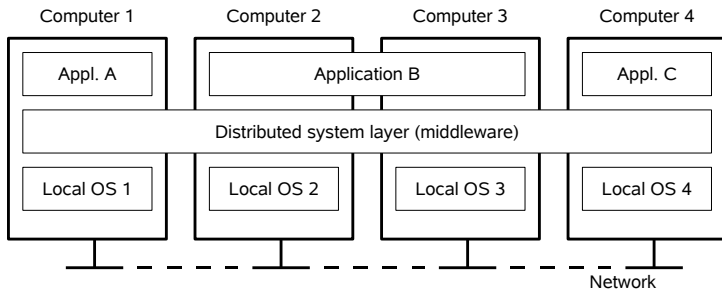 Computer 1
Computer 2
Computer 3
Computer 4
Appl. A
Application B
Appl. C
Distributed system layer (middleware)
Local OS 1
Local OS 2
Local OS 3
Local OS 4
Network